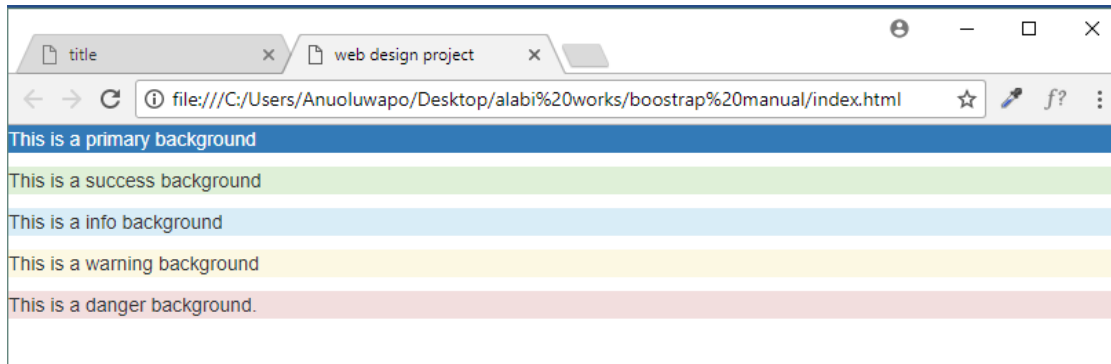 title
web design project
file:///C:/Users/Anuoluwapo/Desktop/alabi%20works/boostrap%20manual/index.html
f?
This is a primary background
This is a success background
This is a info background
This is a warning background
This is a danger background.